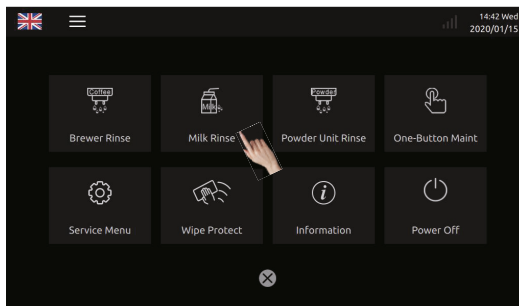 14:42 Wed
2020/01/15
Coffee
Milk
Powder
Brewer Rinse
Milk Rinse
Powder Unit Rinse
One-Button Maint
i
Service Menu
Wipe Protect
Information
Power Off